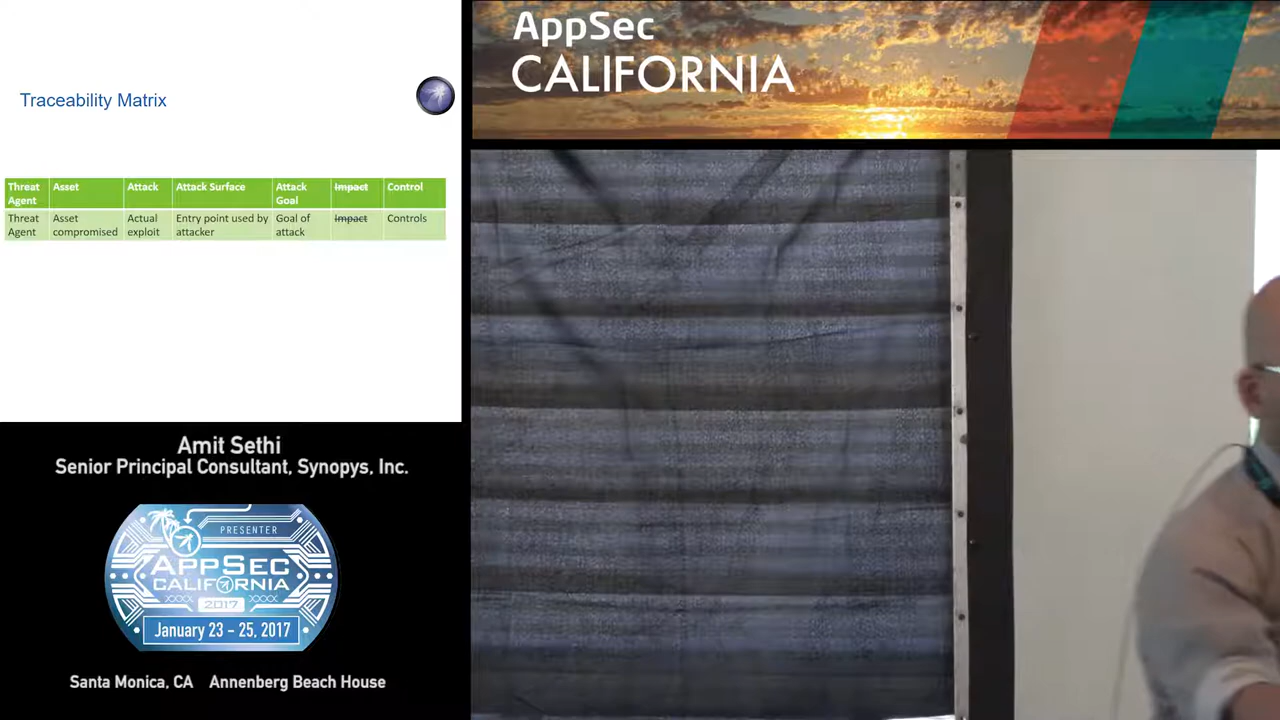 Traceability Matrix
Threat Agent Asset Attack Attack Surface Attack Goal Impact Control
Threat Agent Asset compromised Actual exploit Entry point used by attacker Goal of attack Impact Controls
AppSec
CALIFORNIA
Amit Sethi
Senior Principal Consultant, Synopys, Inc.
PRESENTER
APPSEC
CALIFORNIA
2017
January 23 - 25, 2017
Santa Monica, CA Annenberg Beach House